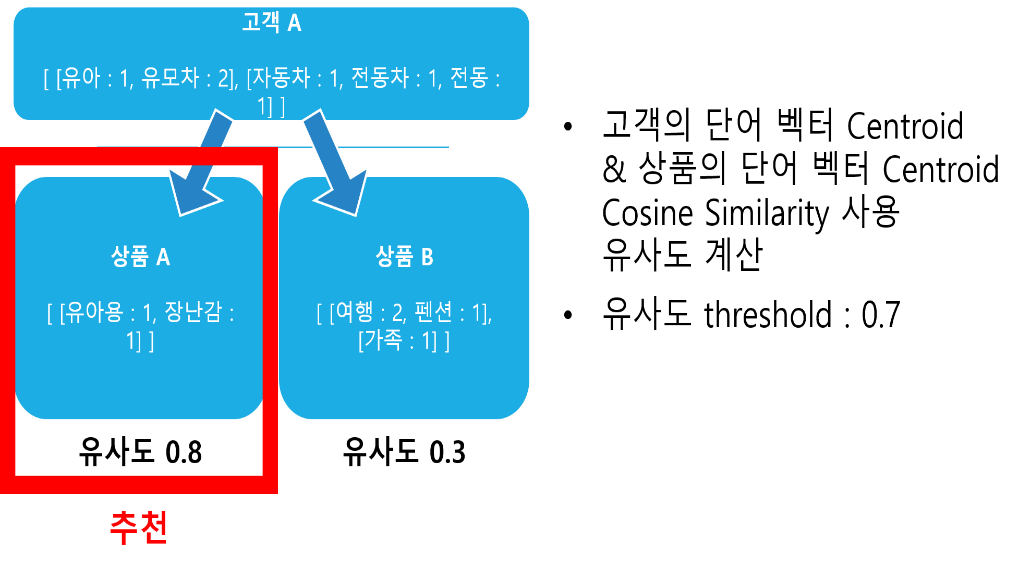 고객 A
[ [유아 : 1, 유모차 : 2], [자동차 : 1, 전동차 : 1, 전동 :
1] ]
상품 A
[ [유아용 : 1, 장난감 :
1] ]
유사도 0.8
추천
상품 B
[ [여행 : 2, 펜션 : 1],
[가족 : 1] ]
유사도 0.3
• 고객의 단어 벡터 Centroid
& 상품의 단어 벡터 Centroid
Cosine Similarity 사용
유사도 계산
• 유사도 threshold : 0.7